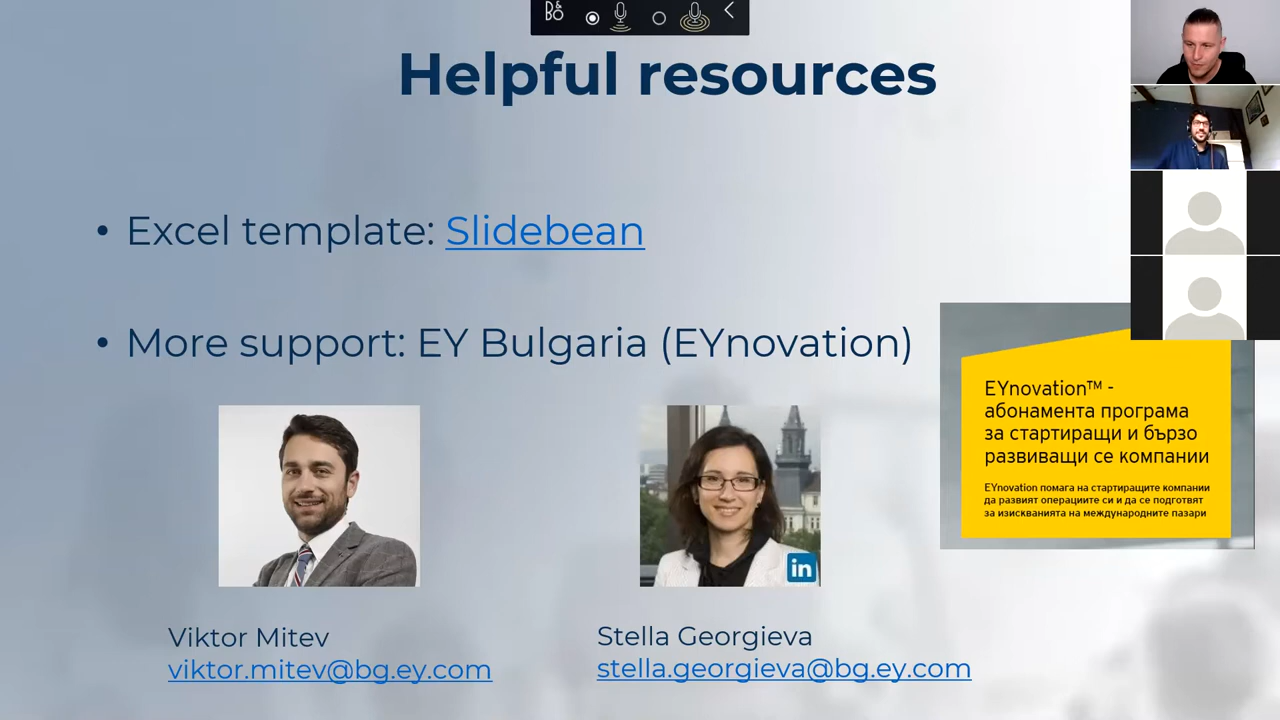 B&O
Helpful resources
• Excel template: Slidebean
• More support: EY Bulgaria (EYnovation)
EYnovation™ -
абонамента програма
за стартиращи и бързо
развиващи се компании
EYnovation помага на стартиращите компании
да развият операциите си и да се подготвят
за изискванията на международните пазари
in
Viktor Mitev
viktor.mitev@bg.ey.com
Stella Georgieva
stella.georgieva@bg.ey.com